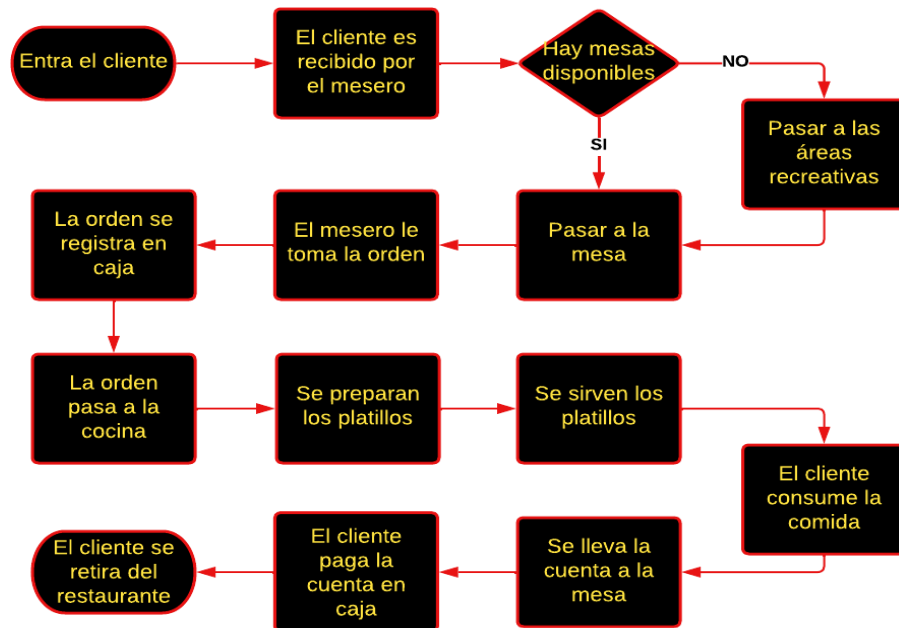 Entra el cliente
El cliente es
recibido por
el mesero
Hay mesas
disponibles
NO
Pasar a las
áreas
recreativas
SI
Pasar a la
mesa
El mesero le
toma la orden
La orden se
registra en
caja
La orden
pasa a la
cocina
Se preparan
los platillos
Se sirven los
platillos
El cliente
consume la
comida
Se lleva la
cuenta a la
mesa
El cliente
paga la
cuenta en
caja
El cliente se
retira del
restaurante